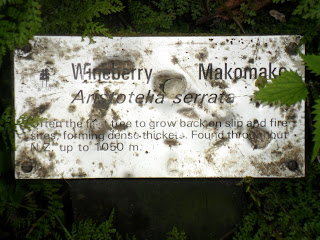 Wineberry Makomako
Aristotelia serrata
Often the first tree to grow back on slip and fire
sites, forming dense thickets. Found throughout
N.Z., up to 1050 m.